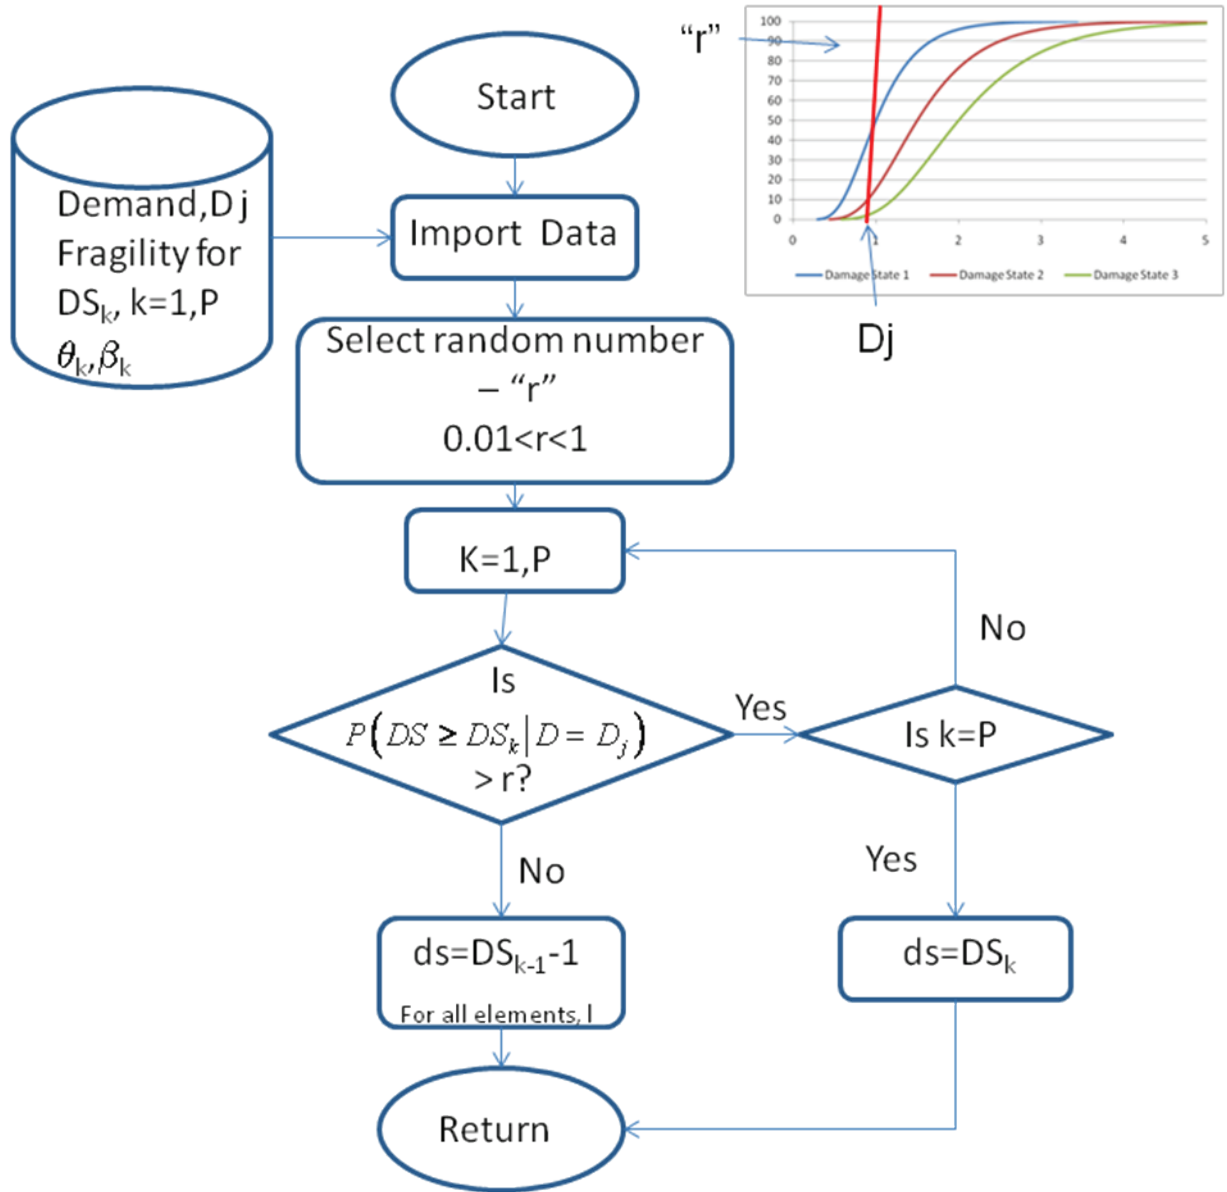 Start
Demand,Dj
Fragility for
DSₖ, k=1,P
θₖ,βₖ
Import Data
Select random number
– “r”
0.01<r<1
K=1,P
Is
P(DS ≥ DSₖ|D = Dⱼ)
> r?
Yes
No
Is k=P
No
Yes
ds=DSₖ₋₁-1
For all elements, l
ds=DSₖ
Return
“r”
100
90
80
70
60
50
40
30
20
10
0
0 1 2 3 4 5
Damage State 1 Damage State 2 Damage State 3
Dj